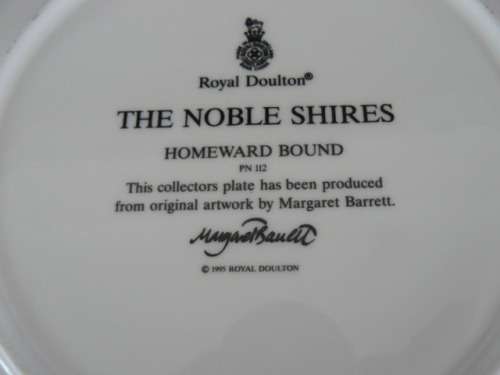 Royal Doulton®
THE NOBLE SHIRES
HOMEWARD BOUND
PN 112
This collectors plate has been produced
from original artwork by Margaret Barrett.
Margaret Barrett
© 1995 ROYAL DOULTON